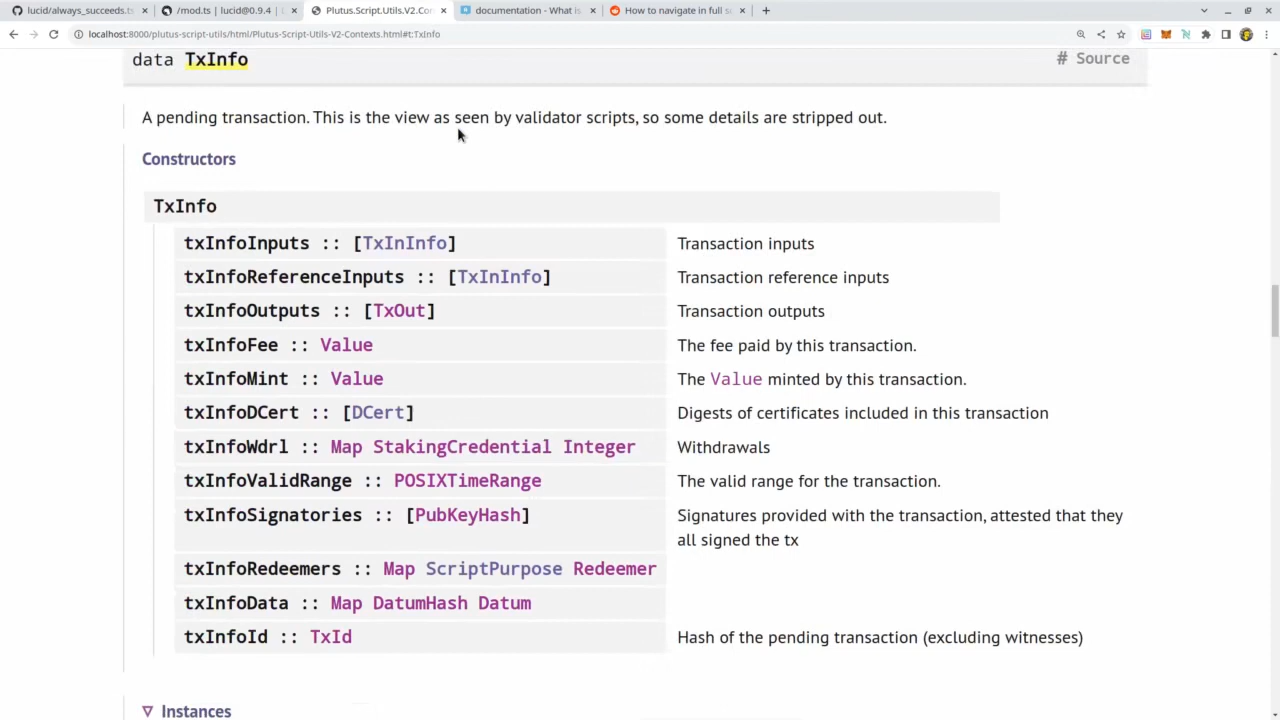 lucid/always_succeeds.ts
/mod.ts | lucid@0.9.4 |
Plutus.Script.Utils.V2.Con
documentation - What is
How to navigate in full s
localhost:8000/plutus-script-utils/html/Plutus-Script-Utils-V2-Contexts.html#t:TxInfo
data TxInfo
# Source
A pending transaction. This is the view as seen by validator scripts, so some details are stripped out.
Constructors
TxInfo
txInfoInputs :: [TxInInfo] Transaction inputs
txInfoReferenceInputs :: [TxInInfo] Transaction reference inputs
txInfoOutputs :: [TxOut] Transaction outputs
txInfoFee :: Value The fee paid by this transaction.
txInfoMint :: Value The Value minted by this transaction.
txInfoDCert :: [DCert] Digests of certificates included in this transaction
txInfoWdrl :: Map StakingCredential Integer Withdrawals
txInfoValidRange :: POSIXTimeRange The valid range for the transaction.
txInfoSignatories :: [PubKeyHash] Signatures provided with the transaction, attested that they
all signed the tx
txInfoRedeemers :: Map ScriptPurpose Redeemer
txInfoData :: Map DatumHash Datum
txInfoId :: TxId Hash of the pending transaction (excluding witnesses)
Instances